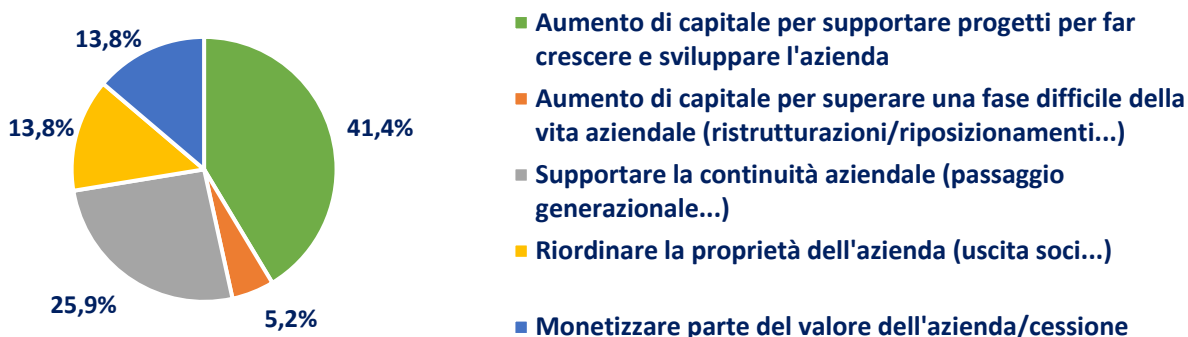 13,8%
13,8%
41,4%
25,9%
5,2%
Aumento di capitale per supportare progetti per far
crescere e sviluppare l'azienda
Aumento di capitale per superare una fase difficile della
vita aziendale (ristrutturazioni/riposizionamenti...)
Supportare la continuità aziendale (passaggio
generazionale...)
Riordinare la proprietà dell'azienda (uscita soci...)
Monetizzare parte del valore dell'azienda/cessione